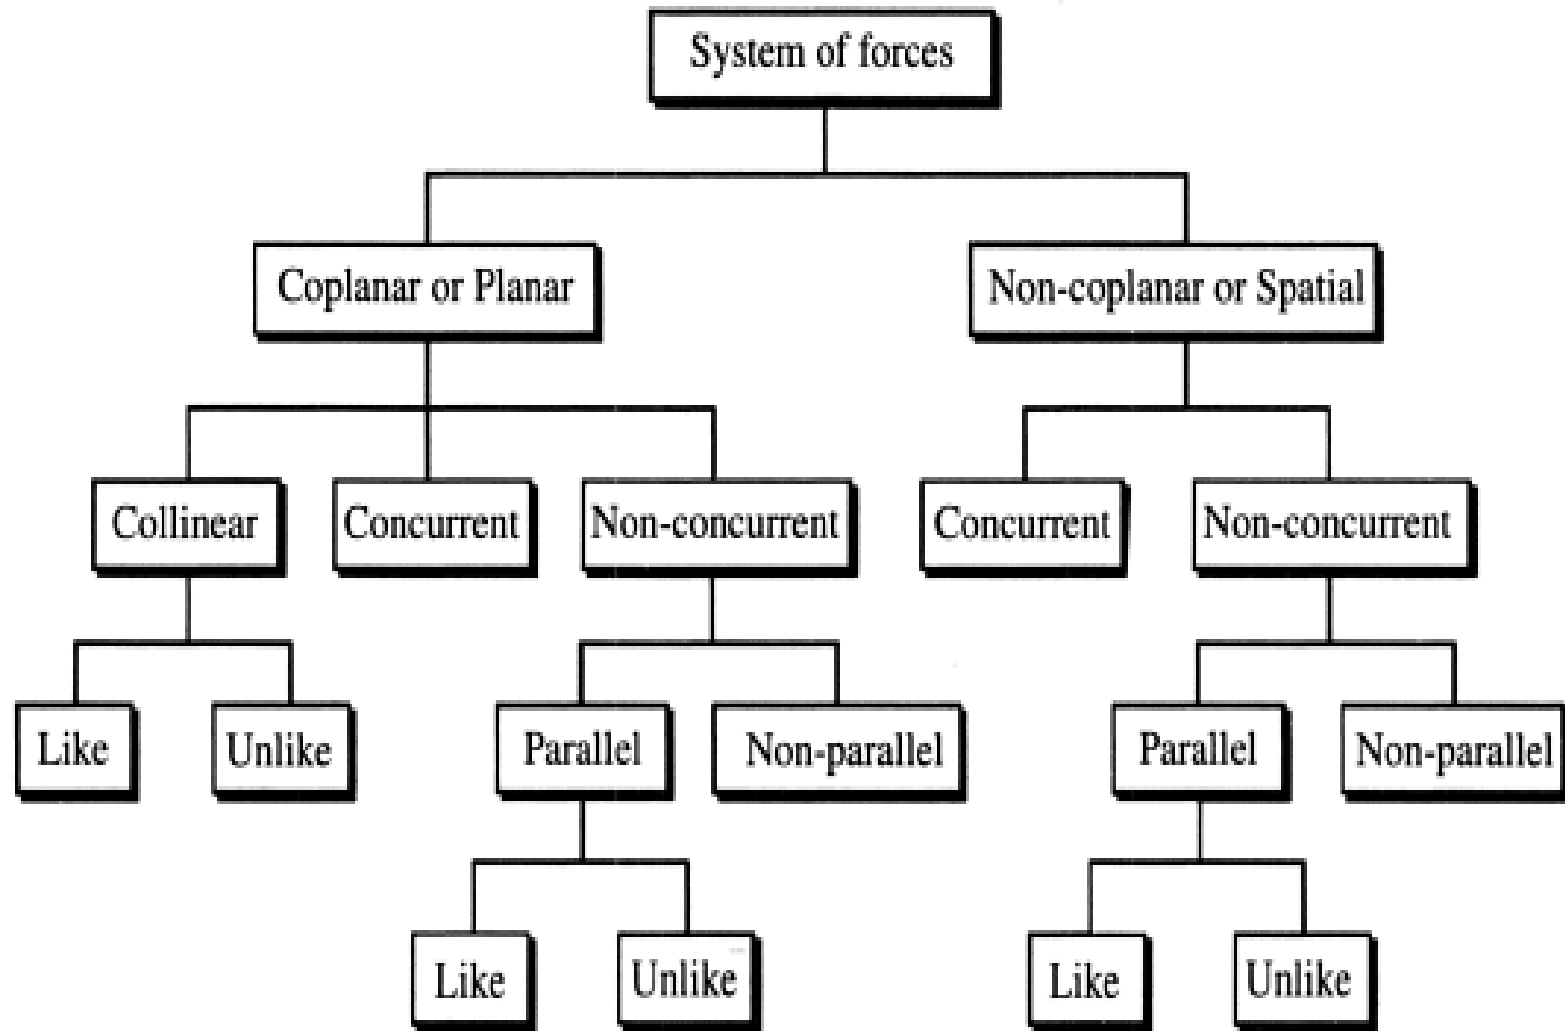 System of forces
Coplanar or Planar
Non-coplanar or Spatial
Collinear
Concurrent
Non-concurrent
Concurrent
Non-concurrent
Like
Unlike
Parallel
Non-parallel
Parallel
Non-parallel
Like
Unlike
Like
Unlike